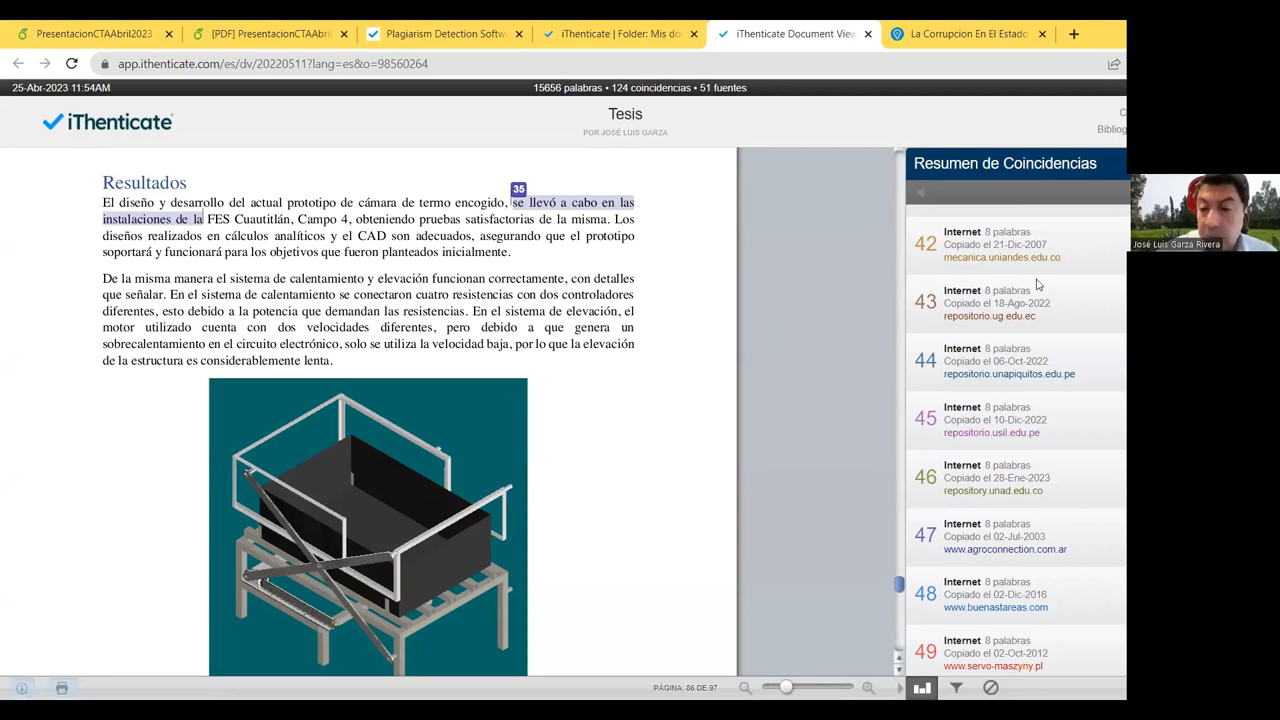 PresentacionCTAAbril2023
[PDF] PresentacionCTAAbril
Plagiarism Detection Softw
iThenticate | Folder: Mis do
iThenticate Document View
La Corrupcion En El Estado
app.ithenticate.com/es/dv/20220511?lang=es&o=98560264
25-Abr-2023 11:54AM
15656 palabras • 124 coincidencias • 51 fuentes
iThenticate
Tesis
POR JOSÉ LUIS GARZA
Bibliog
Resultados
35
El diseño y desarrollo del actual prototipo de cámara de termo encogido, se llevó a cabo en las
instalaciones de la FES Cuautitlán, Campo 4, obteniendo pruebas satisfactorias de la misma. Los
diseños realizados en cálculos analíticos y el CAD son adecuados, asegurando que el prototipo
soportará y funcionará para los objetivos que fueron planteados inicialmente.
De la misma manera el sistema de calentamiento y elevación funcionan correctamente, con detalles
que señalar. En el sistema de calentamiento se conectaron cuatro resistencias con dos controladores
diferentes, esto debido a la potencia que demandan las resistencias. En el sistema de elevación, el
motor utilizado cuenta con dos velocidades diferentes, pero debido a que genera un
sobrecalentamiento en el circuito electrónico, solo se utiliza la velocidad baja, por lo que la elevación
de la estructura es considerablemente lenta.
Resumen de Coincidencias
42 Internet 8 palabras
Copiado el 21-Dic-2007
mecanica.uniandes.edu.co
43 Internet 8 palabras
Copiado el 18-Ago-2022
repositorio.ug.edu.ec
44 Internet 8 palabras
Copiado el 06-Oct-2022
repositorio.unapiquitos.edu.pe
45 Internet 8 palabras
Copiado el 10-Dic-2022
repositorio.usil.edu.pe
46 Internet 8 palabras
Copiado el 28-Ene-2023
repository.unad.edu.co
47 Internet 8 palabras
Copiado el 02-Jul-2003
www.agroconnection.com.ar
48 Internet 8 palabras
Copiado el 02-Dic-2016
www.buenastareas.com
49 Internet 8 palabras
Copiado el 02-Oct-2012
www.servo-maszyny.pl
PÁGINA: 86 DE 97
José Luis Garza Rivera